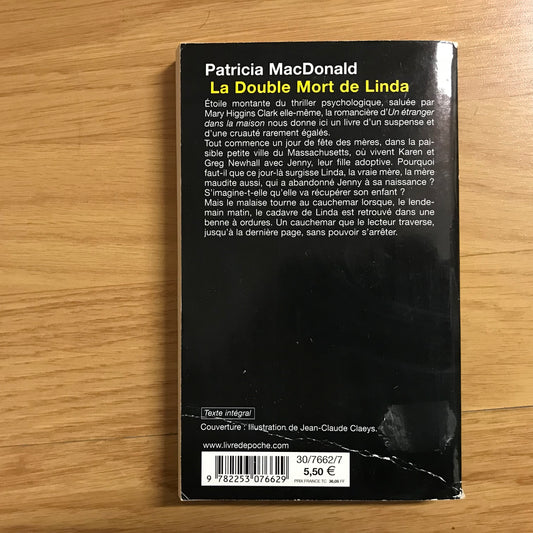 Patricia MacDonald
La Double Mort de Linda
Étoile montante du thriller psychologique, saluée par
Mary Higgins Clark elle-même, la romancière d'Un étranger
dans la maison nous donne ici un livre d'un suspense et
d'une cruauté rarement égalés.
Tout commence un jour de fête des mères, dans la pai-
sible petite ville du Massachusetts, où vivent Karen et
Greg Newhall avec Jenny, leur fille adoptive. Pourquoi
faut-il que ce jour-là surgisse Linda, la vraie mère, la mère
maudite aussi, qui a abandonné Jenny à sa naissance ?
S'imagine-t-elle qu'elle va récupérer son enfant ?
Mais le malaise tourne au cauchemar lorsque, le lende-
main matin, le cadavre de Linda est retrouvé dans une
benne à ordures. Un cauchemar que le lecteur traverse,
jusqu'à la dernière page, sans pouvoir s'arrêter.
Texte intégral
Couverture : Illustration de Jean-Claude Claeys.
www.livredepoche.com
30/7662/7
5,50 €
PRIX FRANCE TC 36,08 FF
9 782253 076629